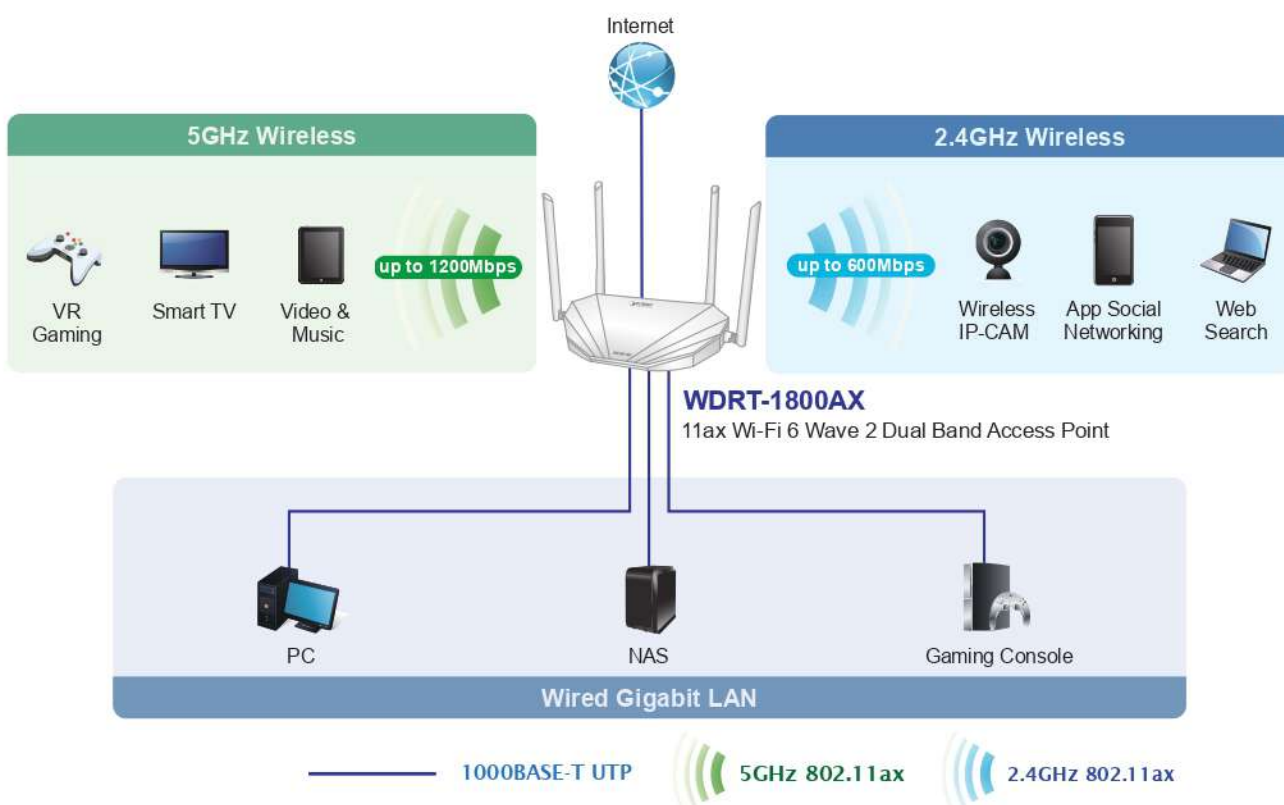 Internet
5GHz Wireless
2.4GHz Wireless
up to 1200Mbps
up to 600Mbps
VR
Gaming
Smart TV
Video &
Music
Wireless
IP-CAM
App Social
Networking
Web
Search
WDRT-1800AX
11ax Wi-Fi 6 Wave 2 Dual Band Access Point
PC
NAS
Gaming Console
Wired Gigabit LAN
1000BASE-T UTP
5GHz 802.11ax
2.4GHz 802.11ax